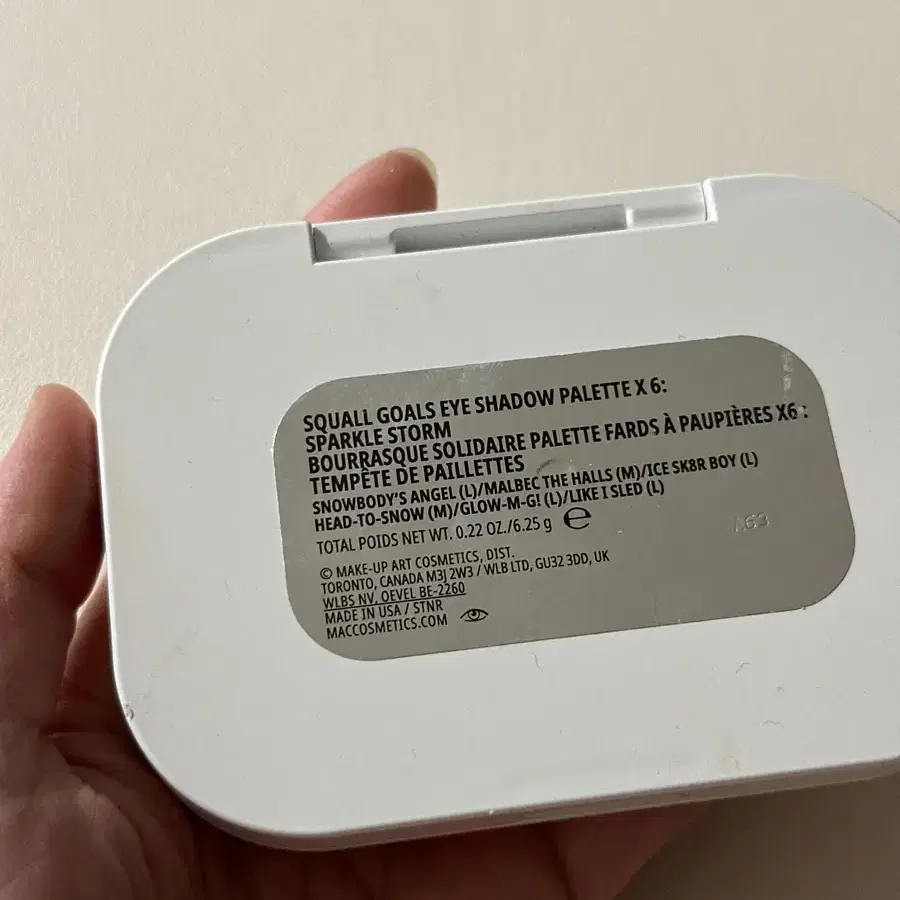 SQUALL GOALS EYE SHADOW PALETTE X 6:
SPARKLE STORM
BOURRASQUE SOLIDAIRE PALETTE FARDS À PAUPIÈRES X6 :
TEMPÊTE DE PAILLETTES
SNOWBODY'S ANGEL (L)/MALBEC THE HALLS (M)/ICE SK8R BOY (L)
HEAD-TO-SNOW (M)/GLOW-M-G! (L)/LIKE I SLED (L)
TOTAL POIDS NET WT. 0.22 OZ./6.25 g ℮
© MAKE-UP ART COSMETICS, DIST.
TORONTO, CANADA M3J 2W3 / WLB LTD, GU32 3DD, UK
WLBS NV, OEVEL BE-2260
MADE IN USA / STNR
MACCOSMETICS.COM